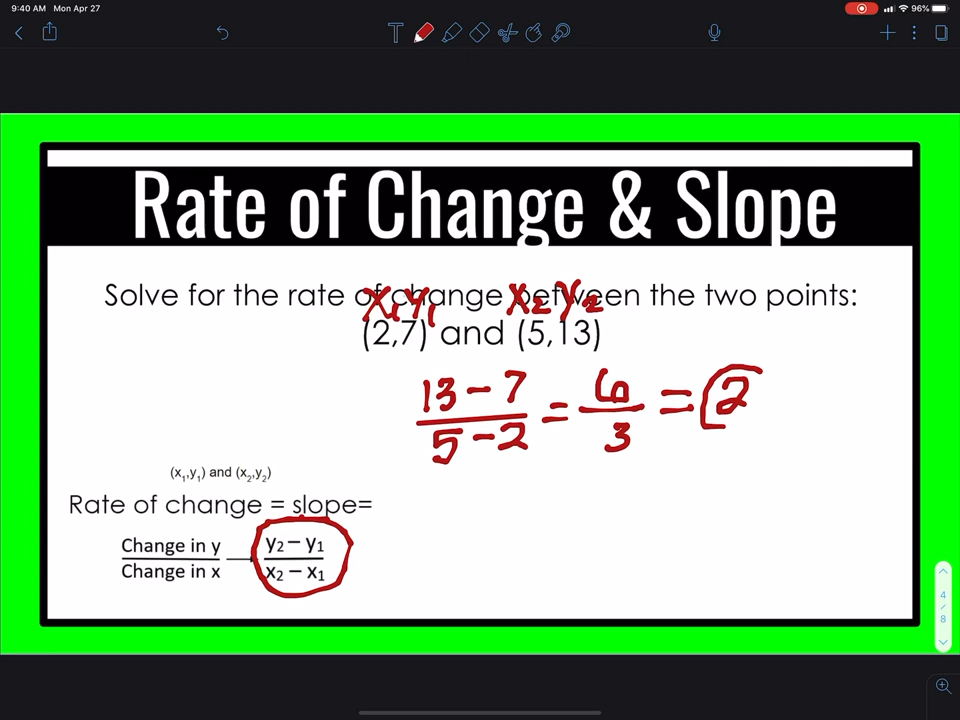 9:40 AM Mon Apr 27
96%
T
Rate of Change & Slope
Solve for the rate of change between the two points:
x₁ y₁ x₂ y₂
(2,7) and (5,13)
13 - 7 / 5 - 2 = 6 / 3 = 2
(x₁,y₁) and (x₂,y₂)
Rate of change = slope=
Change in y → y₂ − y₁
Change in x x₂ − x₁
4
/
8